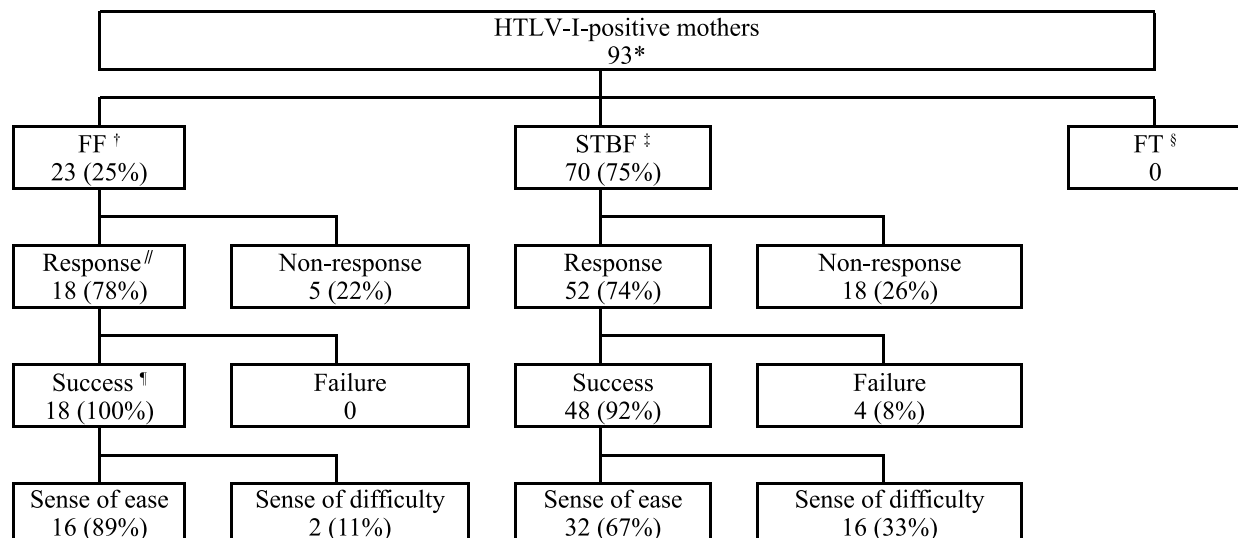 HTLV-I-positive mothers
93*
FF †
23 (25%)
STBF ‡
70 (75%)
FT §
0
Response //
18 (78%)
Non-response
5 (22%)
Response
52 (74%)
Non-response
18 (26%)
Success ¶
18 (100%)
Failure
0
Success
48 (92%)
Failure
4 (8%)
Sense of ease
16 (89%)
Sense of difficulty
2 (11%)
Sense of ease
32 (67%)
Sense of difficulty
16 (33%)